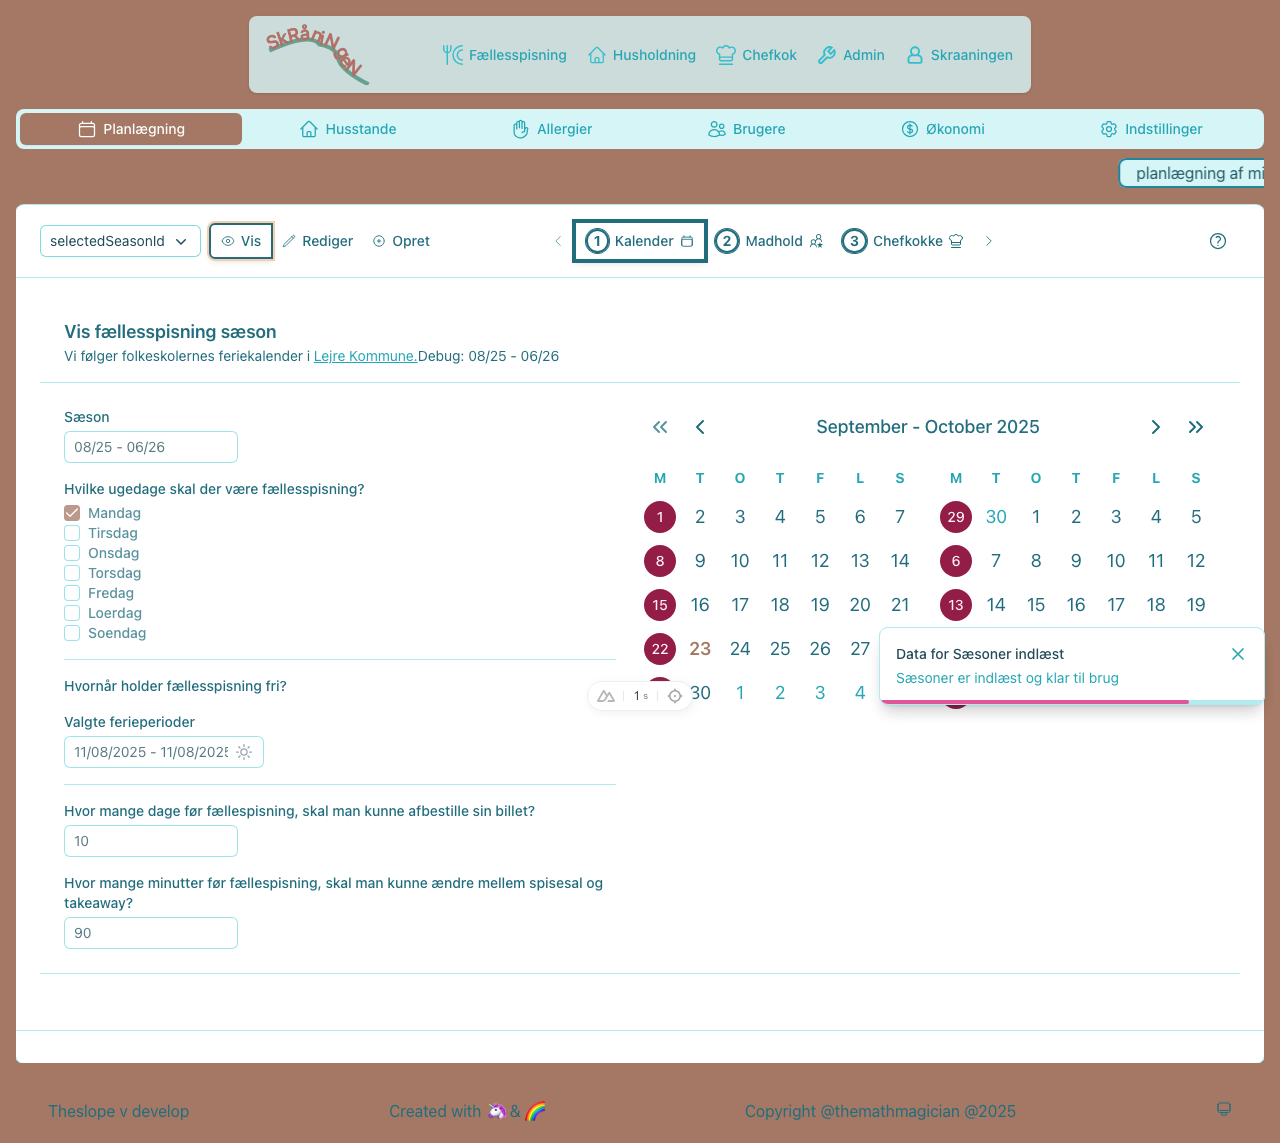 SkRåniNgeN
Fællesspisning Husholdning Chefkok Admin Skraaningen
Planlægning Husstande Allergier Brugere Økonomi Indstillinger
planlægning af mi
selectedSeasonId Vis Rediger Opret 1 Kalender 2 Madhold 3 Chefkokke
Vis fællesspisning sæson
Vi følger folkeskolernes feriekalender i Lejre Kommune.Debug: 08/25 - 06/26
Sæson
08/25 - 06/26
Hvilke ugedage skal der være fællesspisning?
Mandag
Tirsdag
Onsdag
Torsdag
Fredag
Loerdag
Soendag
Hvornår holder fællesspisning fri?
Valgte ferieperioder
11/08/2025 - 11/08/2025
Hvor mange dage før fællespisning, skal man kunne afbestille sin billet?
10
Hvor mange minutter før fællespisning, skal man kunne ændre mellem spisesal og
takeaway?
90
September - October 2025
M T O T F L S M T O T F L S
1 2 3 4 5 6 7 29 30 1 2 3 4 5
8 9 10 11 12 13 14 6 7 8 9 10 11 12
15 16 17 18 19 20 21 13 14 15 16 17 18 19
22 23 24 25 26 27
30 1 2 3 4
1 s
Data for Sæsoner indlæst
Sæsoner er indlæst og klar til brug
Theslope v develop Created with 🦄 & 🌈 Copyright @themathmagician @2025